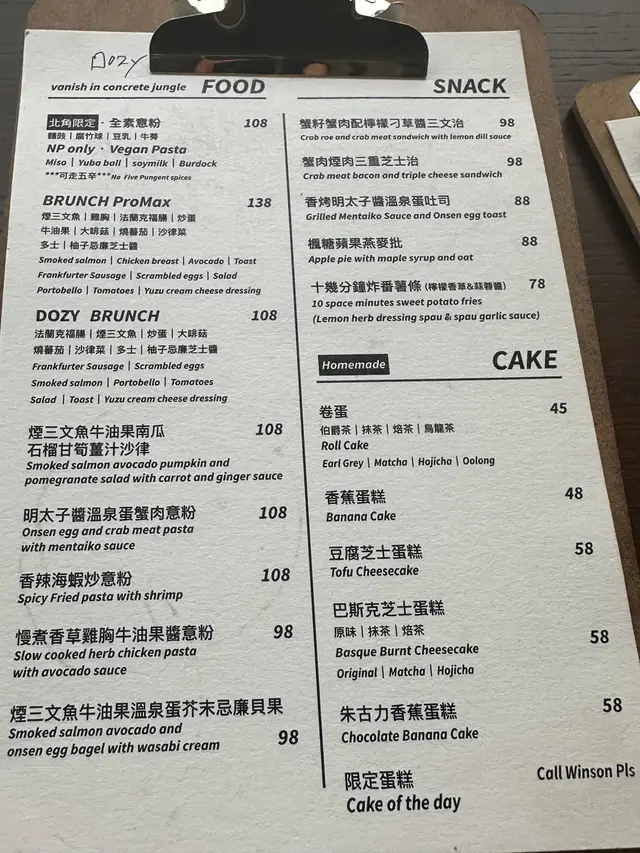 DOZY
vanish in concrete jungle FOOD
北角限定 · 全素意粉 108
麵豉 | 腐竹球 | 豆乳 | 牛蒡
NP only · Vegan Pasta
Miso | Yuba ball | soymilk | Burdock
***可走五辛***No Five Pungent spices
BRUNCH ProMax 138
煙三文魚 | 雞胸 | 法蘭克福腸 | 炒蛋
牛油果 | 大啡菇 | 燒蕃茄 | 沙律菜
多士 | 柚子忌廉芝士醬
Smoked salmon | Chicken breast | Avocado | Toast
Frankfurter Sausage | Scrambled eggs | Salad
Portobello | Tomatoes | Yuzu cream cheese dressing
DOZY BRUNCH 108
法蘭克福腸 | 煙三文魚 | 炒蛋 | 大啡菇
燒蕃茄 | 沙律菜 | 多士 | 柚子忌廉芝士醬
Frankfurter Sausage | Scrambled eggs
Smoked salmon | Portobello | Tomatoes
Salad | Toast | Yuzu cream cheese dressing
煙三文魚牛油果南瓜 108
石榴甘筍薑汁沙律
Smoked salmon avocado pumpkin and
pomegranate salad with carrot and ginger sauce
明太子醬溫泉蛋蟹肉意粉 108
Onsen egg and crab meat pasta
with mentaiko sauce
香辣海蝦炒意粉 108
Spicy Fried pasta with shrimp
慢煮香草雞胸牛油果醬意粉 98
Slow cooked herb chicken pasta
with avocado sauce
煙三文魚牛油果溫泉蛋芥末忌廉貝果
Smoked salmon avocado and
onsen egg bagel with wasabi cream 98
SNACK
蟹籽蟹肉配檸檬刁草醬三文治 98
Crab roe and crab meat sandwich with lemon dill sauce
蟹肉煙肉三重芝士治 98
Crab meat bacon and triple cheese sandwich
香烤明太子醬溫泉蛋吐司 88
Grilled Mentaiko Sauce and Onsen egg toast
楓糖蘋果燕麥批 88
Apple pie with maple syrup and oat
十幾分鐘炸番薯條 (檸檬香草&蒜蓉醬) 78
10 space minutes sweet potato fries
(Lemon herb dressing spau & spau garlic sauce)
Homemade CAKE
卷蛋 45
伯爵茶 | 抹茶 | 焙茶 | 烏龍茶
Roll Cake
Earl Grey | Matcha | Hojicha | Oolong
香蕉蛋糕 48
Banana Cake
豆腐芝士蛋糕 58
Tofu Cheesecake
巴斯克芝士蛋糕
原味 | 抹茶 | 焙茶 58
Basque Burnt Cheesecake
Original | Matcha | Hojicha
朱古力香蕉蛋糕 58
Chocolate Banana Cake
限定蛋糕 Call Winson Pls
Cake of the day